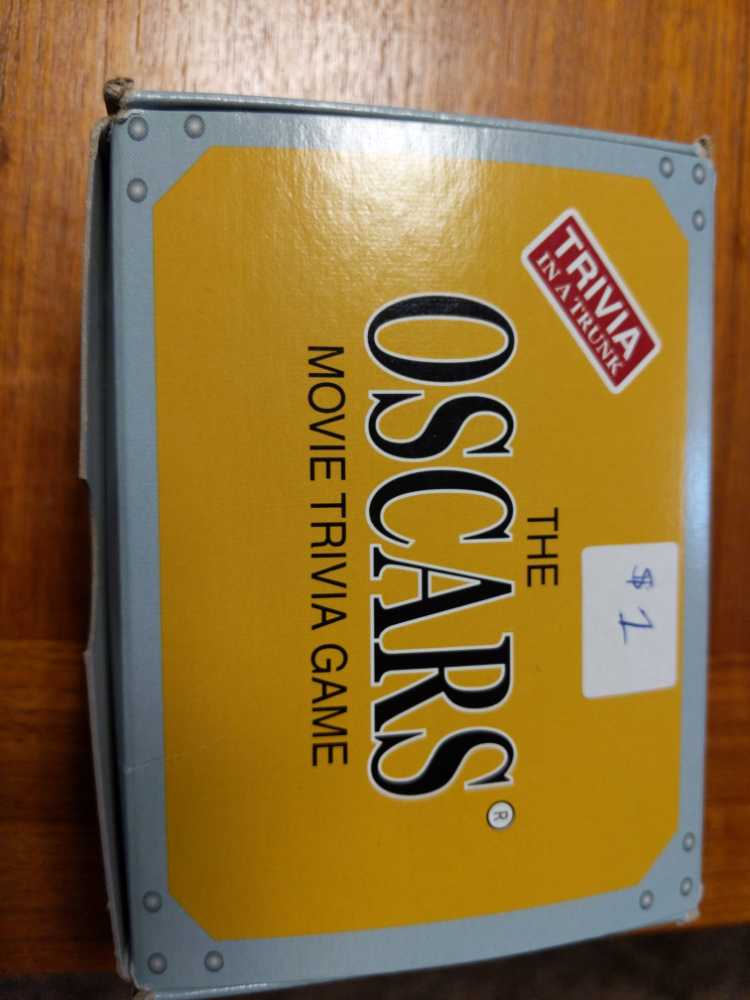 TRIVIA
IN A TRUNK
$1
THE
OSCARS®
MOVIE TRIVIA GAME